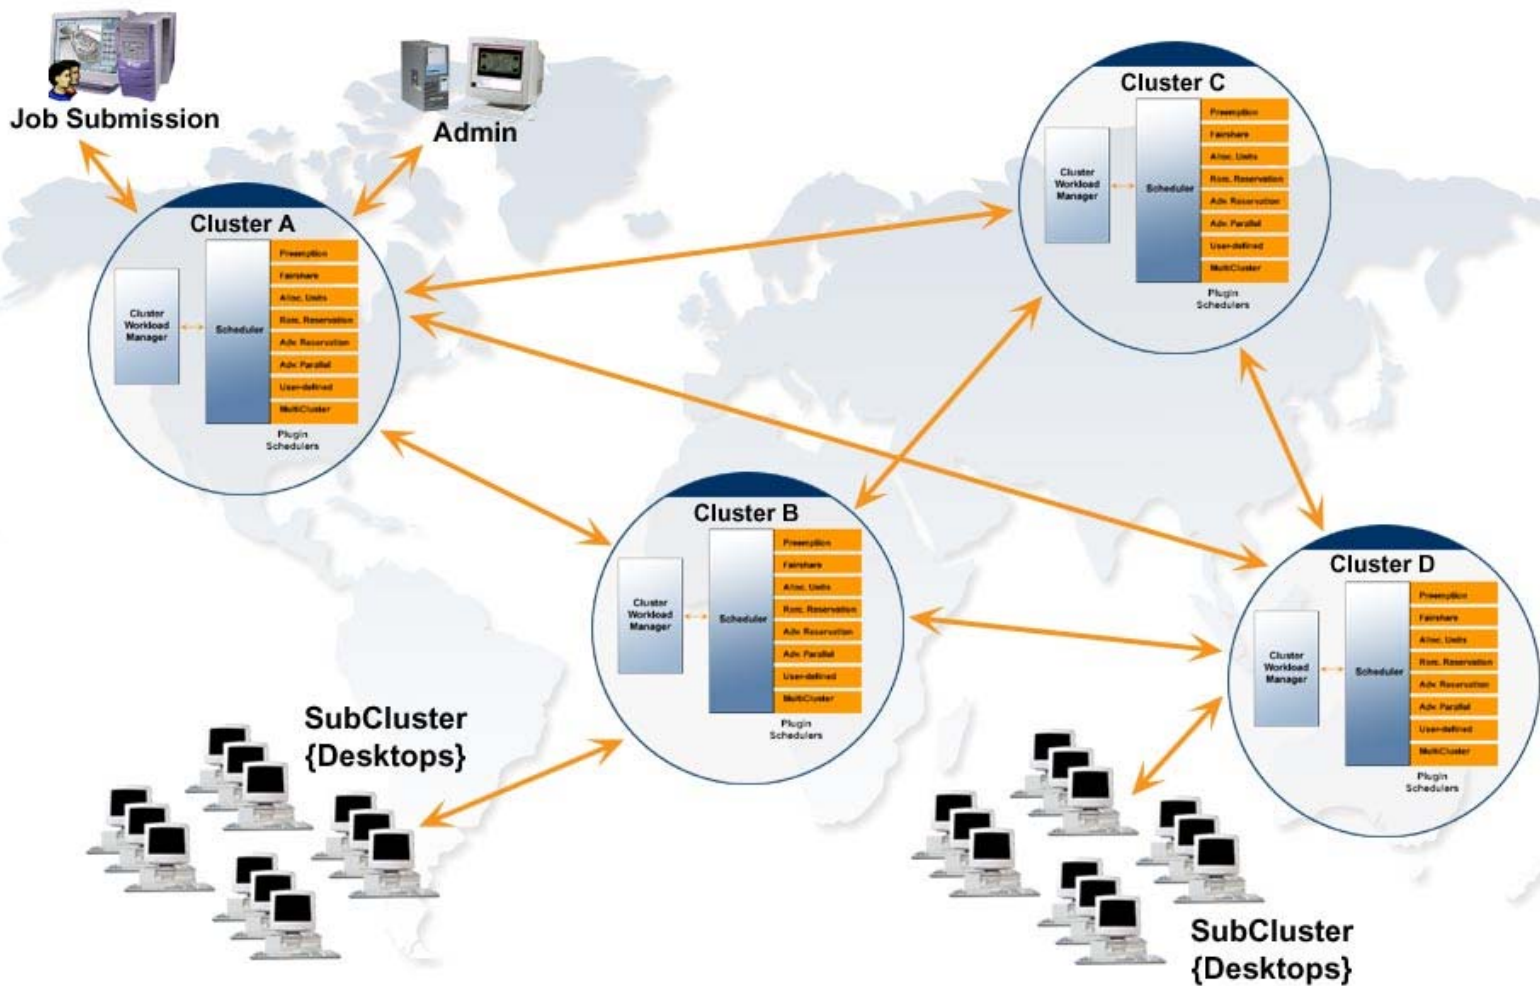 Job Submission
Admin
Cluster A
Cluster
Workload
Manager
Scheduler
Preemption
Fairshare
Alloc. Units
Resc. Reservation
Adv. Reservation
Adv. Parallel
User-defined
MultiCluster
Plugin
Schedulers
Cluster C
Cluster
Workload
Manager
Scheduler
Preemption
Fairshare
Alloc. Units
Resc. Reservation
Adv. Reservation
Adv. Parallel
User-defined
MultiCluster
Plugin
Schedulers
Cluster B
Cluster
Workload
Manager
Scheduler
Preemption
Fairshare
Alloc. Units
Resc. Reservation
Adv. Reservation
Adv. Parallel
User-defined
MultiCluster
Plugin
Schedulers
Cluster D
Cluster
Workload
Manager
Scheduler
Preemption
Fairshare
Alloc. Units
Resc. Reservation
Adv. Reservation
Adv. Parallel
User-defined
MultiCluster
Plugin
Schedulers
SubCluster
{Desktops}
SubCluster
{Desktops}